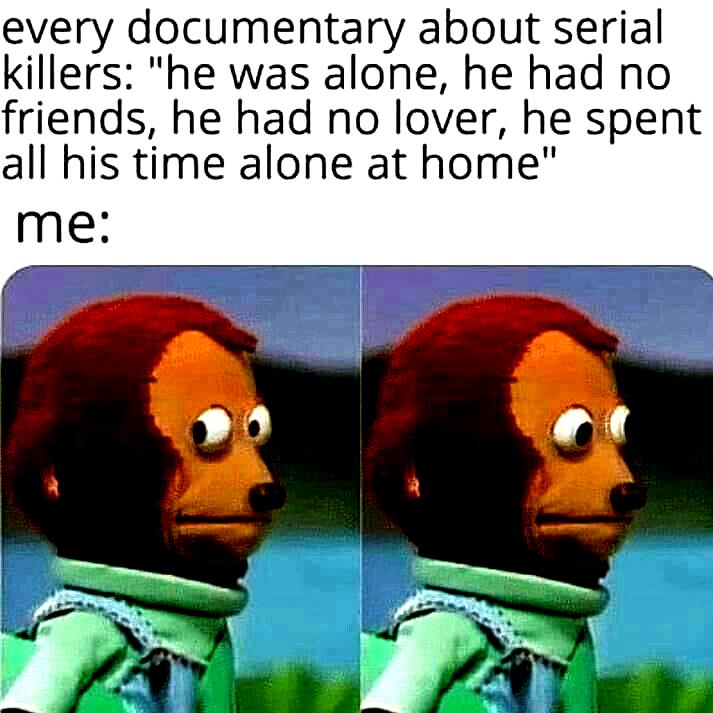 every documentary about serial
killers: "he was alone, he had no
friends, he had no lover, he spent
all his time alone at home"
me: